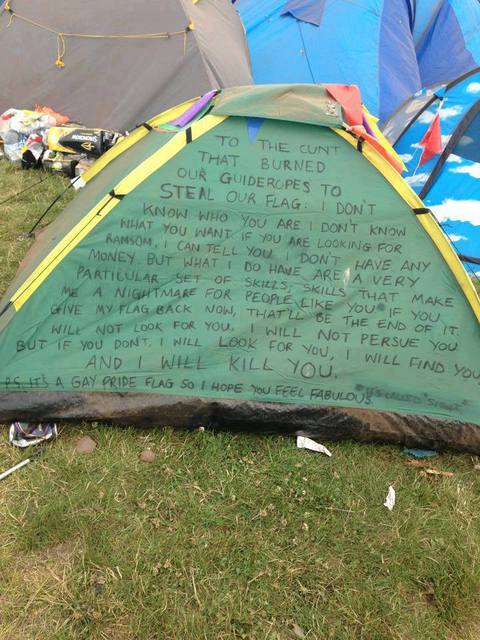 TO THE CUNT
THAT BURNED
OUR GUIDEROPES TO
STEAL OUR FLAG: I DON'T
KNOW WHO YOU ARE. I DON'T KNOW
WHAT YOU WANT. IF YOU ARE LOOKING FOR
RANSOM, I CAN TELL YOU I DON'T HAVE ANY
MONEY. BUT WHAT I DO HAVE ARE A VERY
PARTICULAR SET OF SKILLS, SKILLS THAT MAKE
ME A NIGHTMARE FOR PEOPLE LIKE YOU. IF YOU
GIVE MY FLAG BACK NOW, THAT'LL BE THE END OF IT.
WILL NOT LOOK FOR YOU, I WILL NOT PERSUE YOU
BUT IF YOU DON'T, I WILL LOOK FOR YOU, I WILL FIND YOU
AND I WILL KILL YOU.
PS. IT'S A GAY PRIDE FLAG SO I HOPE YOU FEEL FABULOUS